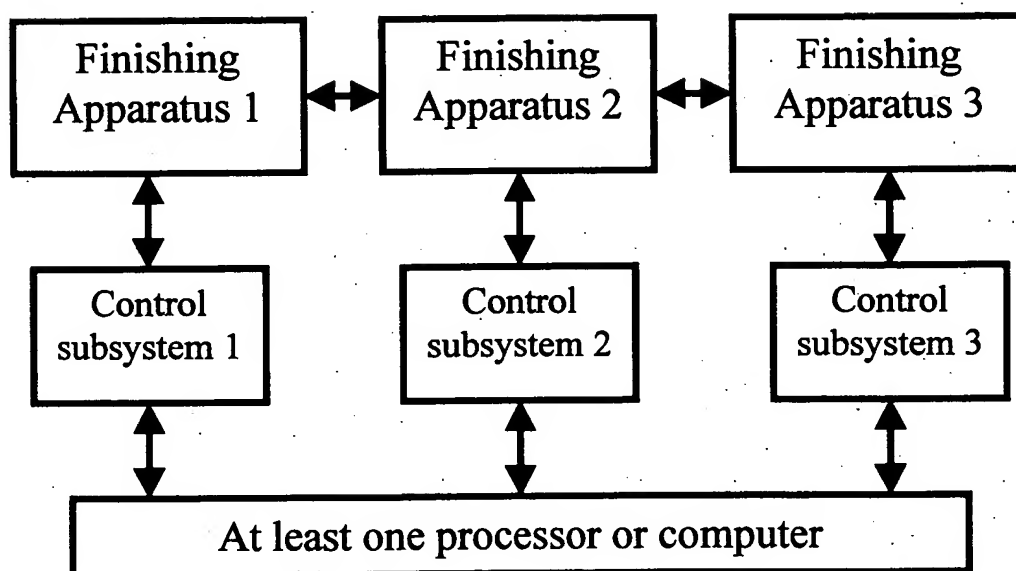 Finishing
Apparatus 1
Finishing
Apparatus 2
Finishing
Apparatus 3
Control
subsystem 1
Control
subsystem 2
Control
subsystem 3
At least one processor or computer